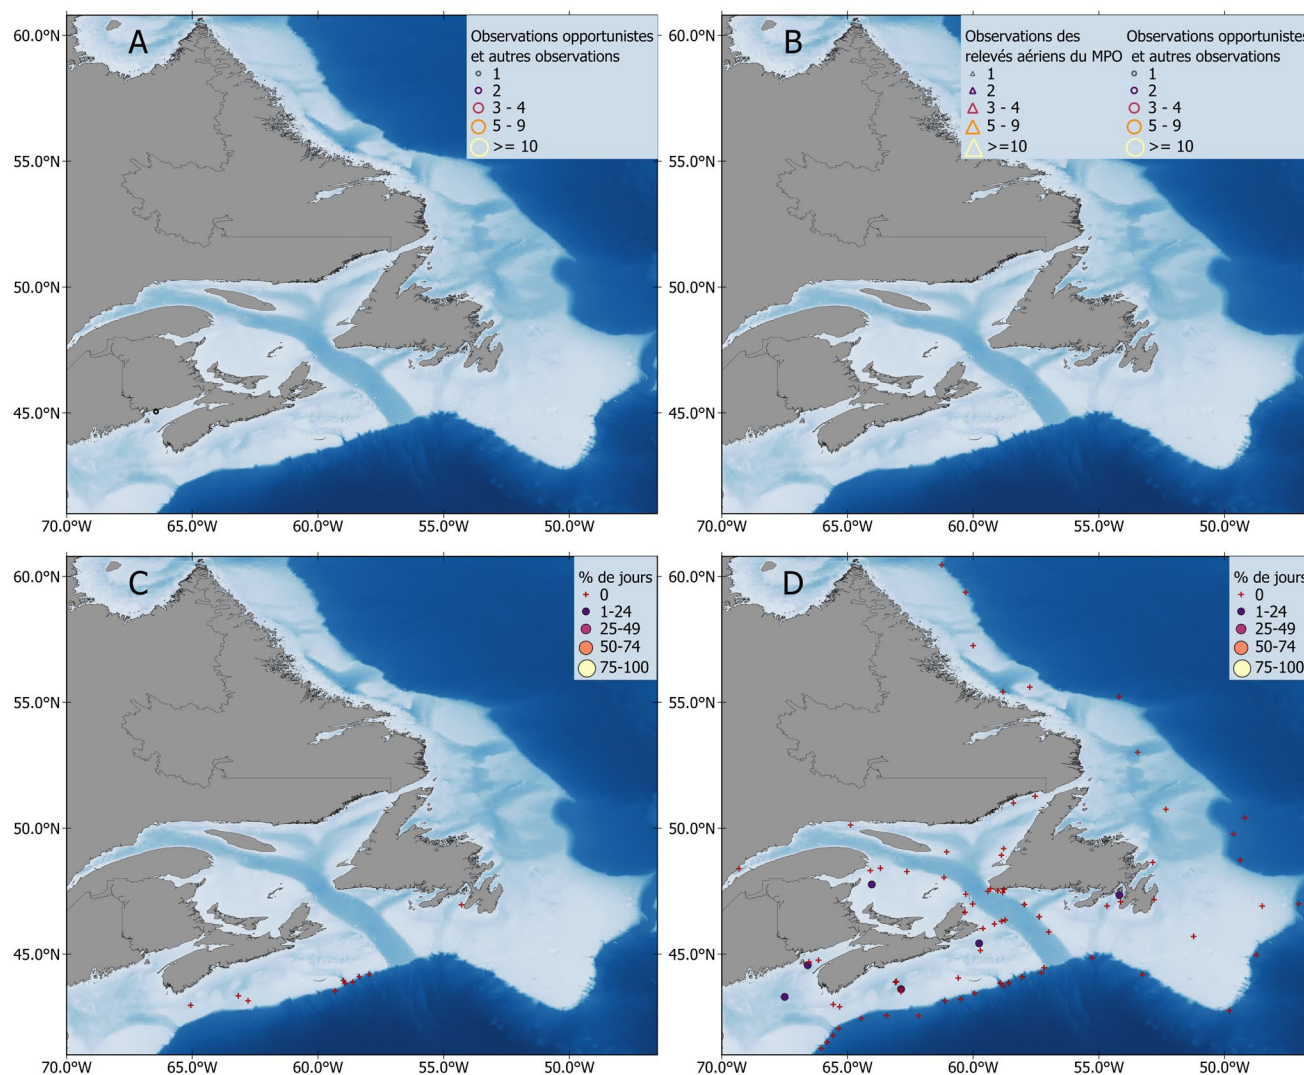 A
Observations opportunistes
et autres observations
1
2
3 - 4
5 - 9
>= 10
60.0°N
55.0°N
50.0°N
45.0°N
70.0°W
65.0°W
60.0°W
55.0°W
50.0°W
B
Observations des
relevés aériens du MPO
1
2
3 - 4
5 - 9
>=10
Observations opportunistes
et autres observations
1
2
3 - 4
5 - 9
>= 10
60.0°N
55.0°N
50.0°N
45.0°N
70.0°W
65.0°W
60.0°W
55.0°W
50.0°W
C
% de jours
0
1-24
25-49
50-74
75-100
60.0°N
55.0°N
50.0°N
45.0°N
70.0°W
65.0°W
60.0°W
55.0°W
50.0°W
D
% de jours
0
1-24
25-49
50-74
75-100
60.0°N
55.0°N
50.0°N
45.0°N
70.0°W
65.0°W
60.0°W
55.0°W
50.0°W